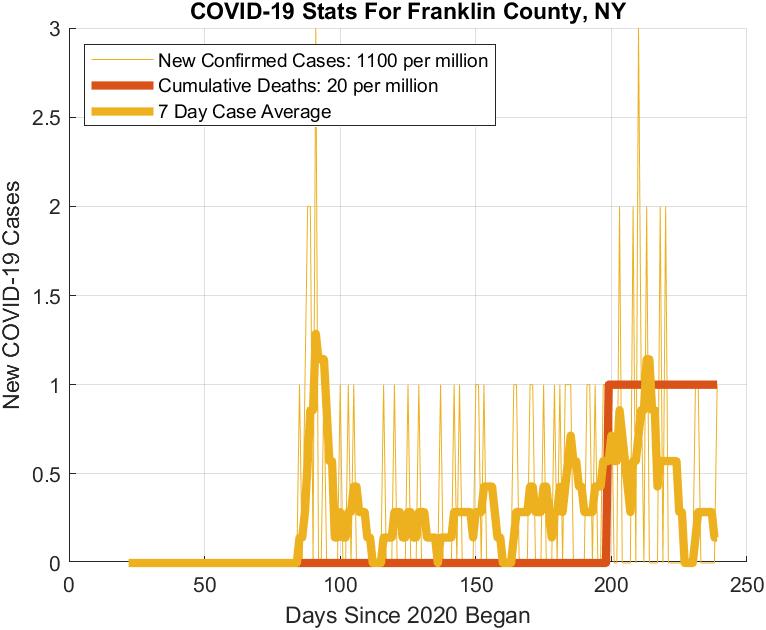 COVID-19 Stats For Franklin County, NY
3
2.5
2
1.5
1
0.5
0
New COVID-19 Cases
New Confirmed Cases: 1100 per million
Cumulative Deaths: 20 per million
7 Day Case Average
0 50 100 150 200 250
Days Since 2020 Began